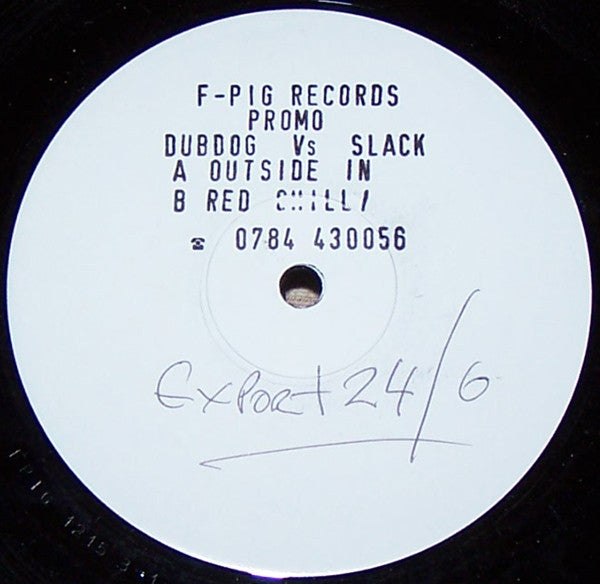 F-PIG RECORDS
PROMO
DUBDOG Vs SLACK
A OUTSIDE IN
B RED CHILLI
☎ 0784 430056
Export 24/6